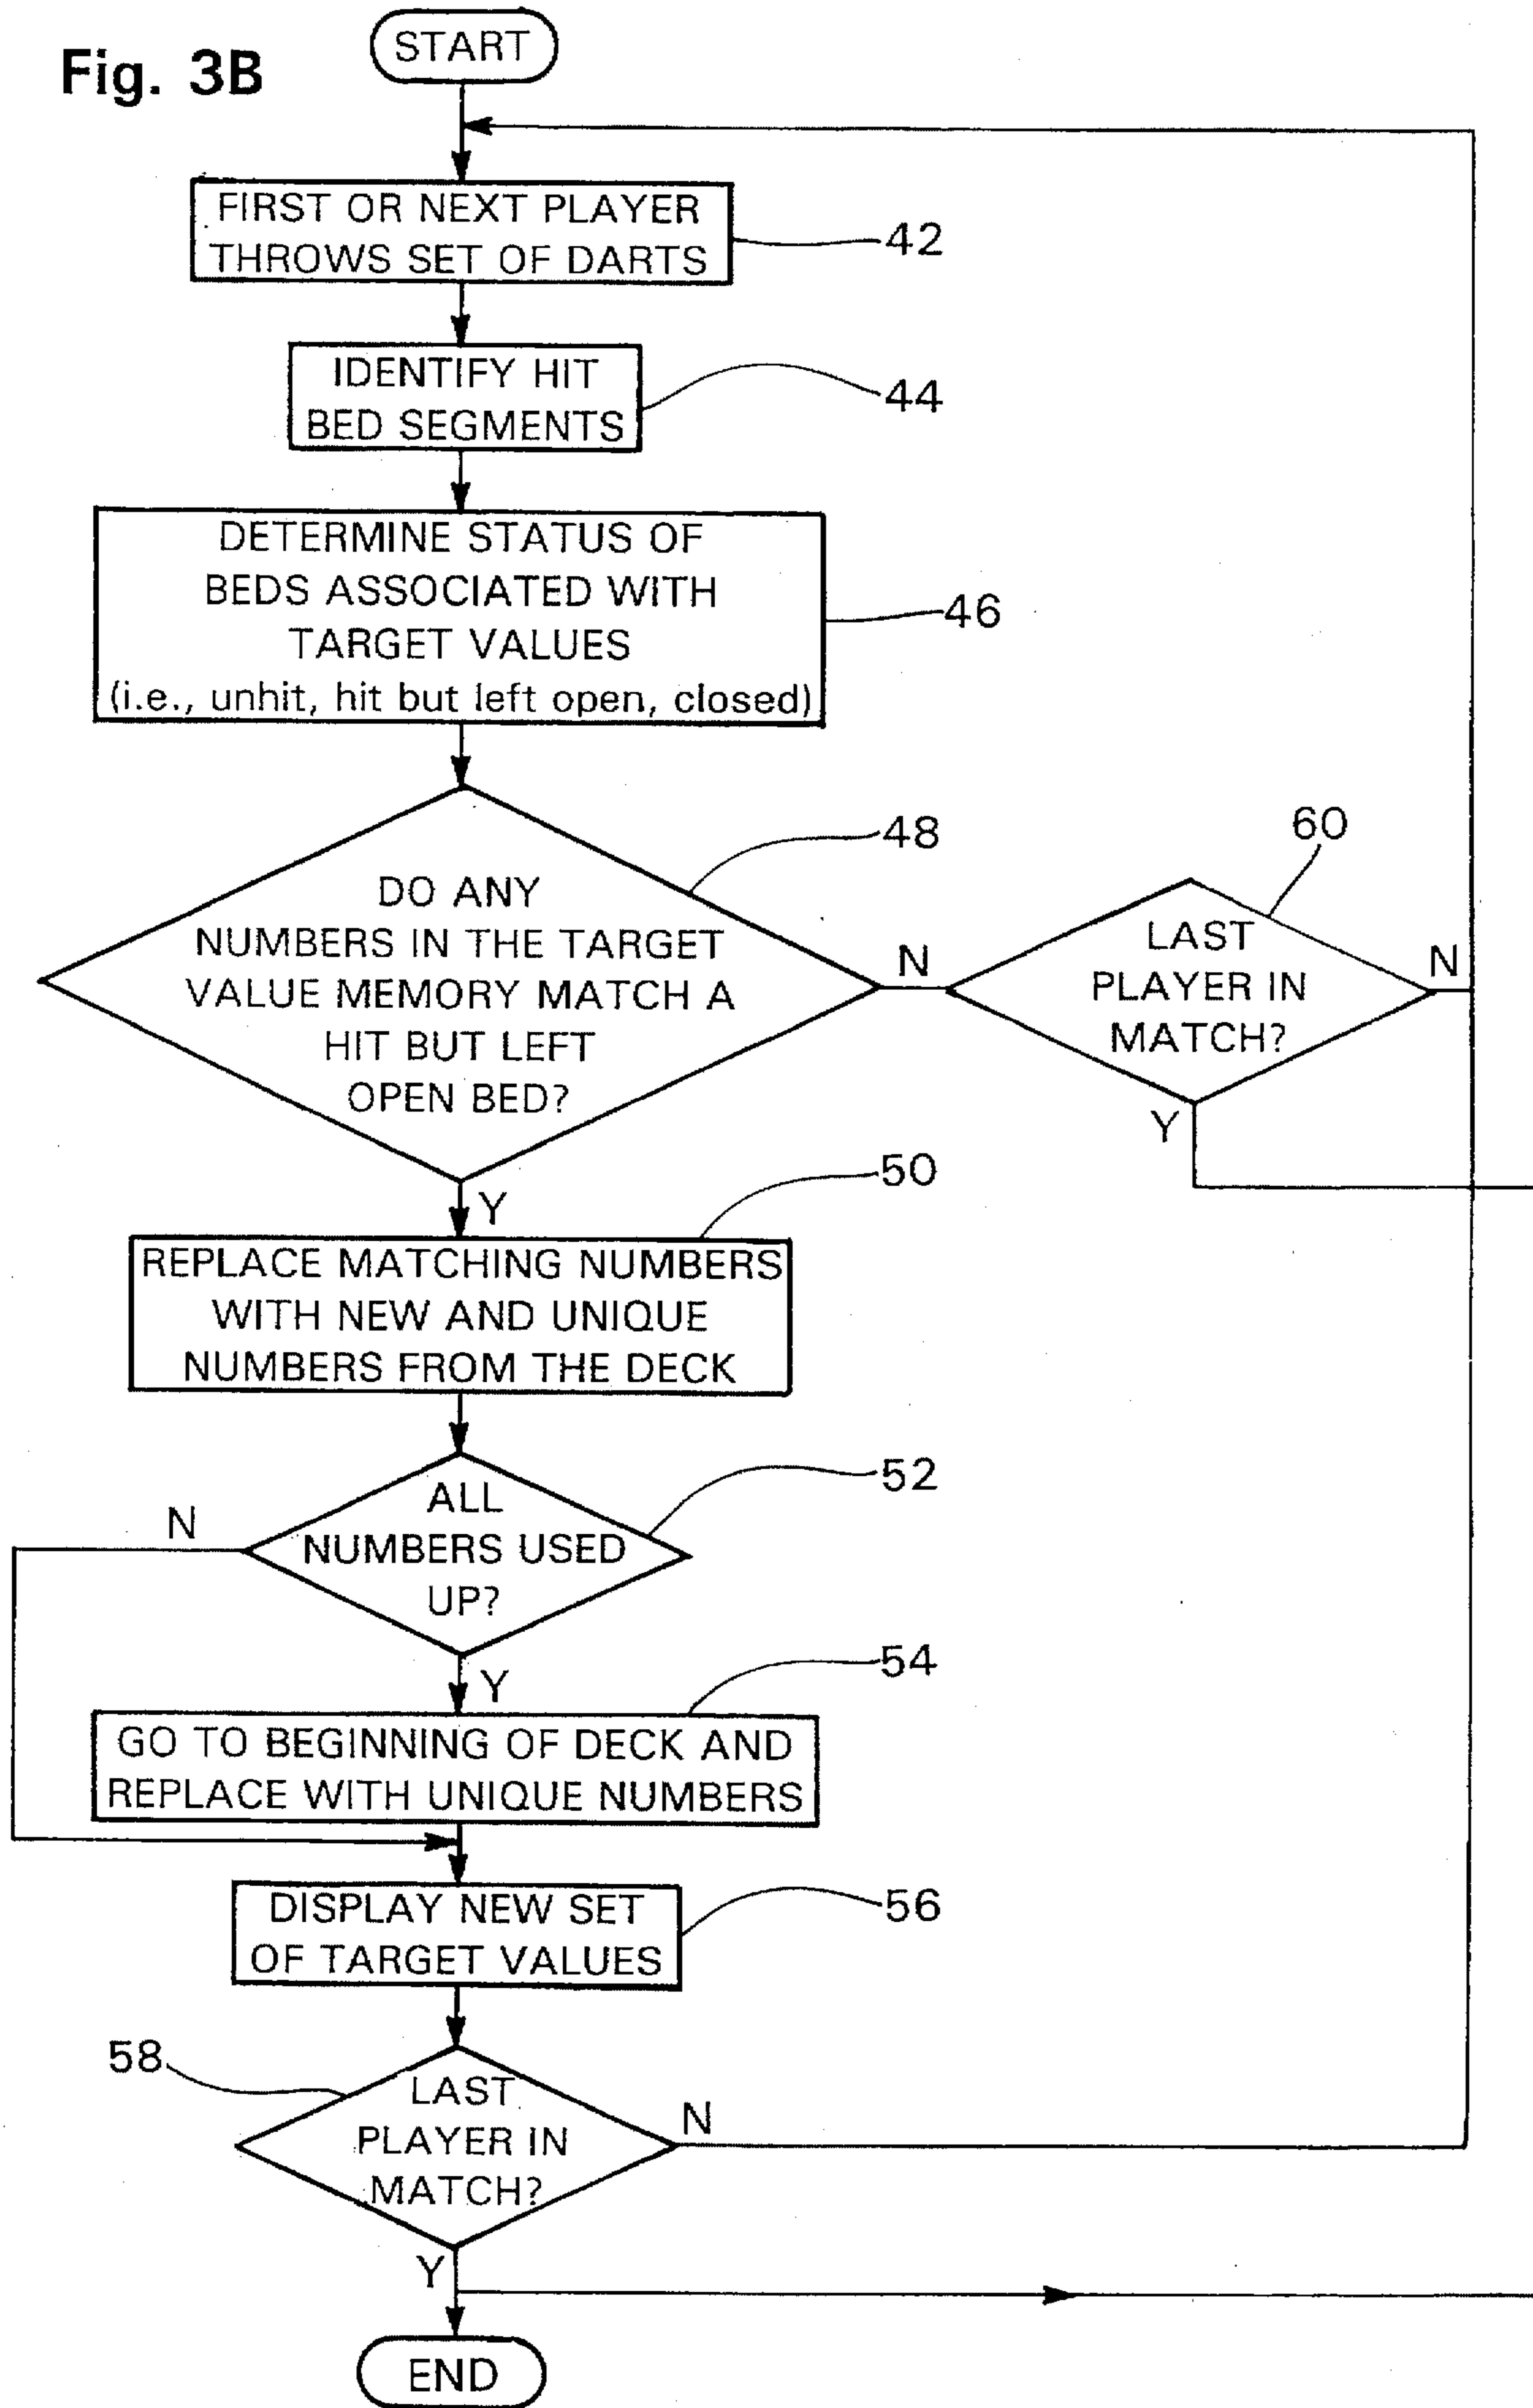 Fig. 3B
START
FIRST OR NEXT PLAYER
THROWS SET OF DARTS
42
IDENTIFY HIT
BED SEGMENTS
44
DETERMINE STATUS OF
BEDS ASSOCIATED WITH
TARGET VALUES
(i.e., unhit, hit but left open, closed)
46
DO ANY
NUMBERS IN THE TARGET
VALUE MEMORY MATCH A
HIT BUT LEFT
OPEN BED?
48
N
LAST
PLAYER IN
MATCH?
60
N
Y
Y
REPLACE MATCHING NUMBERS
WITH NEW AND UNIQUE
NUMBERS FROM THE DECK
50
ALL
NUMBERS USED
UP?
52
N
Y
GO TO BEGINNING OF DECK AND
REPLACE WITH UNIQUE NUMBERS
54
DISPLAY NEW SET
OF TARGET VALUES
56
LAST
PLAYER IN
MATCH?
58
N
Y
END